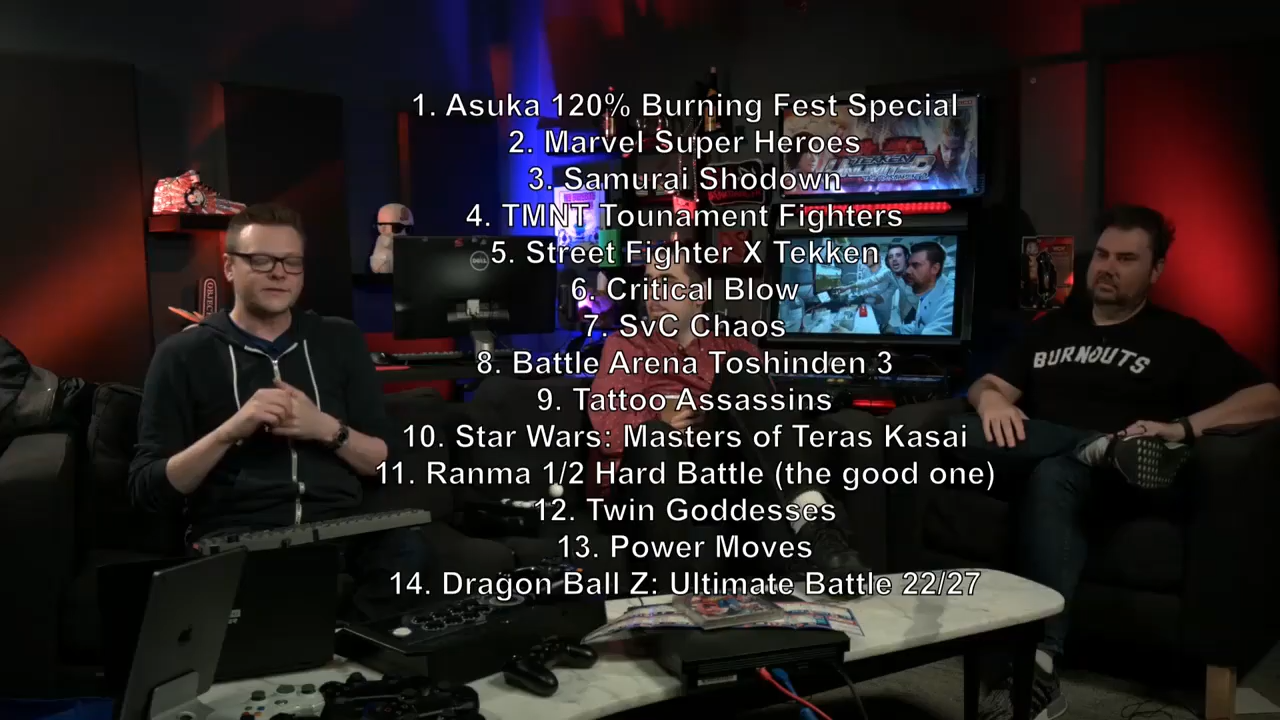 1. Asuka 120% Burning Fest Special
2. Marvel Super Heroes
3. Samurai Shodown
4. TMNT Tounament Fighters
5. Street Fighter X Tekken
6. Critical Blow
7. SvC Chaos
8. Battle Arena Toshinden 3
9. Tattoo Assassins
10. Star Wars: Masters of Teras Kasai
11. Ranma 1/2 Hard Battle (the good one)
12. Twin Goddesses
13. Power Moves
14. Dragon Ball Z: Ultimate Battle 22/27
TEKKEN
DELL
BURNOUTS